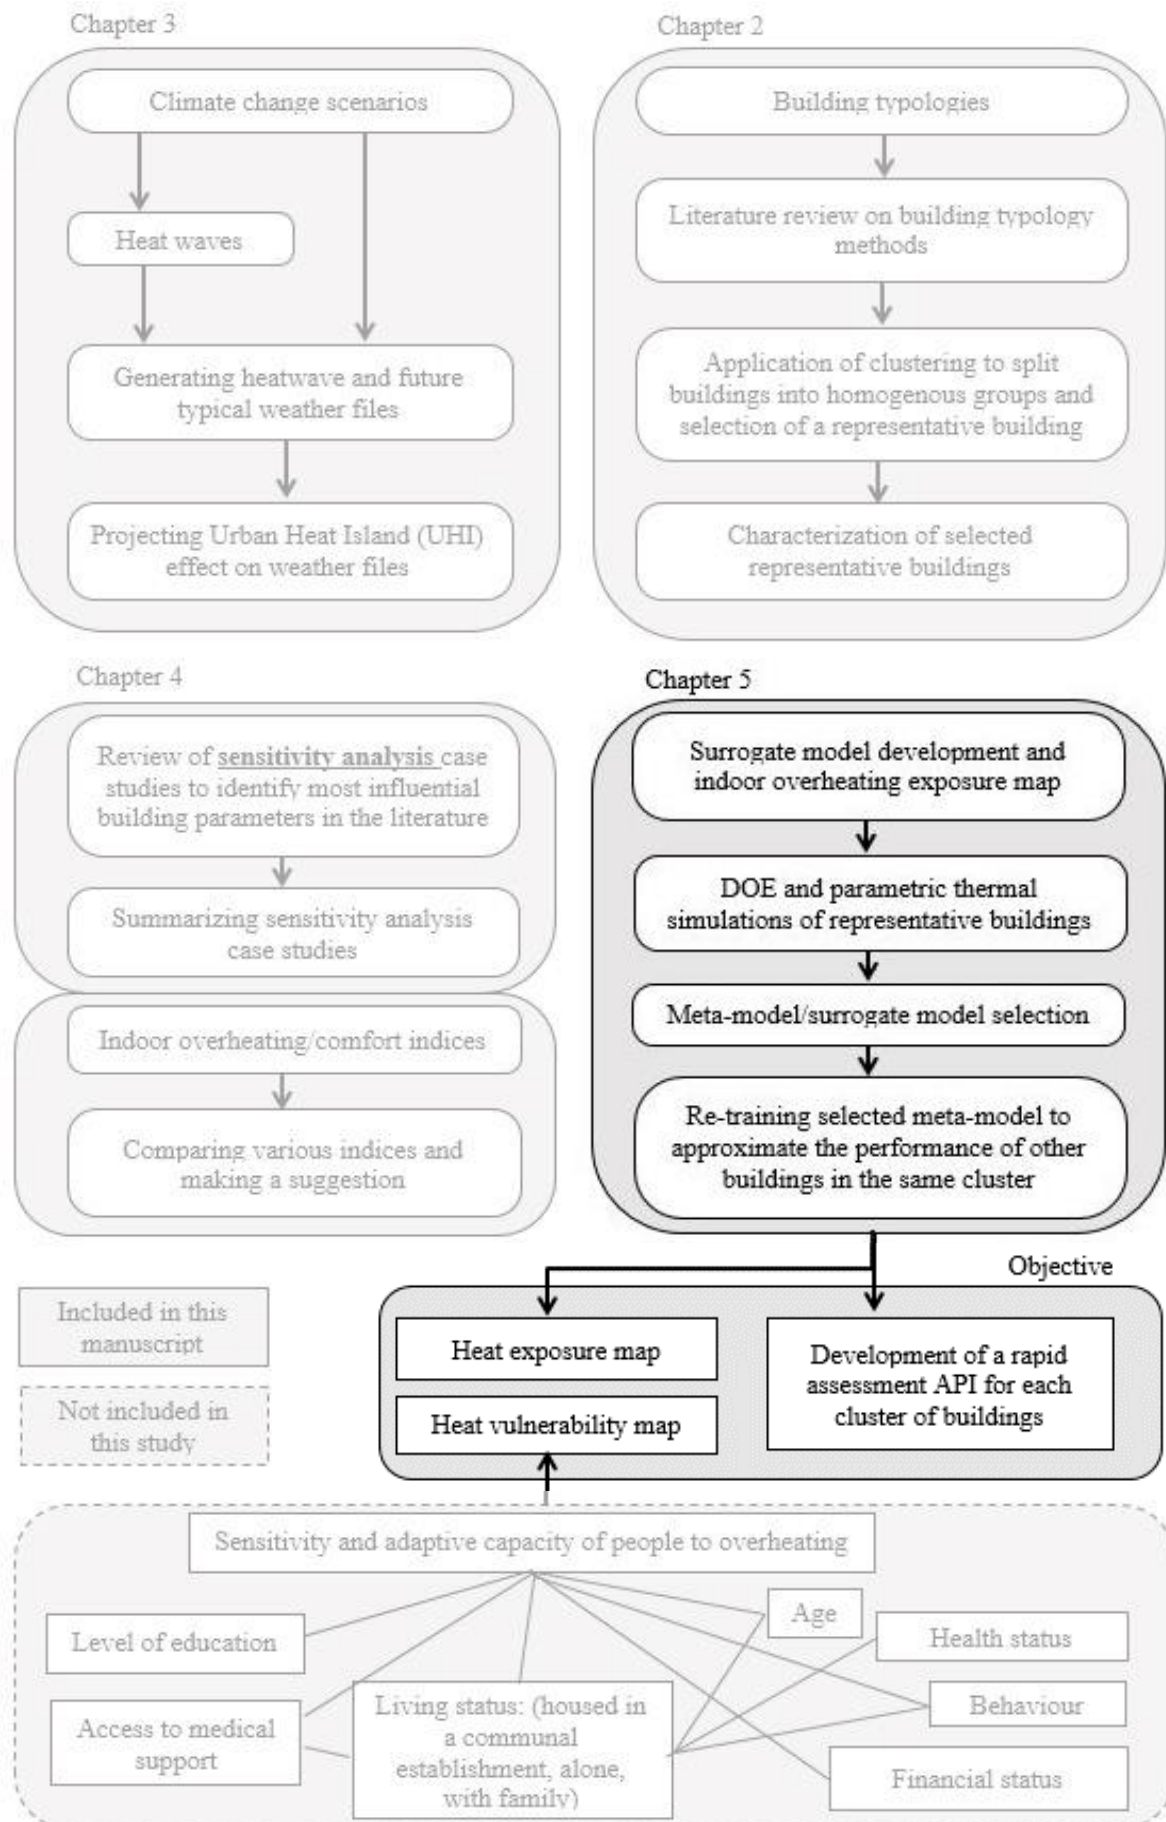 Chapter 3
Climate change scenarios
Heat waves
Generating heatwave and future
typical weather files
Projecting Urban Heat Island (UHI)
effect on weather files
Chapter 2
Building typologies
Literature review on building typology
methods
Application of clustering to split
buildings into homogenous groups and
selection of a representative building
Characterization of selected
representative buildings
Chapter 4
Review of sensitivity analysis case
studies to identify most influential
building parameters in the literature
Summarizing sensitivity analysis
case studies
Indoor overheating/comfort indices
Comparing various indices and
making a suggestion
Chapter 5
Surrogate model development and
indoor overheating exposure map
DOE and parametric thermal
simulations of representative buildings
Meta-model/surrogate model selection
Re-training selected meta-model to
approximate the performance of other
buildings in the same cluster
Objective
Heat exposure map
Heat vulnerability map
Development of a rapid
assessment API for each
cluster of buildings
Included in this
manuscript
Not included in
this study
Sensitivity and adaptive capacity of people to overheating
Level of education
Access to medical
support
Living status: (housed in
a communal
establishment, alone,
with family)
Age
Health status
Behaviour
Financial status